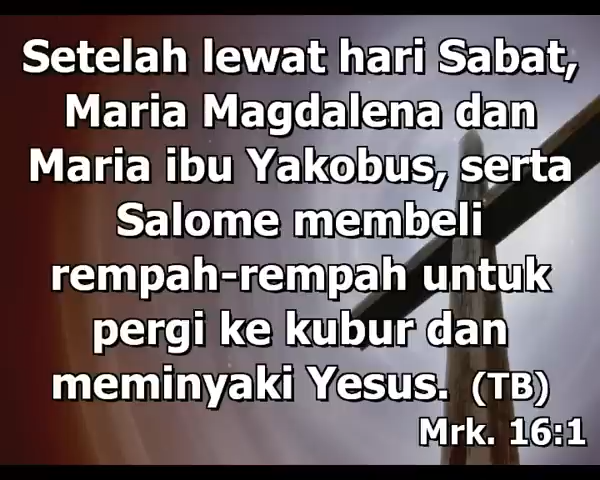 Setelah lewat hari Sabat,
Maria Magdalena dan
Maria ibu Yakobus, serta
Salome membeli
rempah-rempah untuk
pergi ke kubur dan
meminyaki Yesus. (TB)
Mrk. 16:1